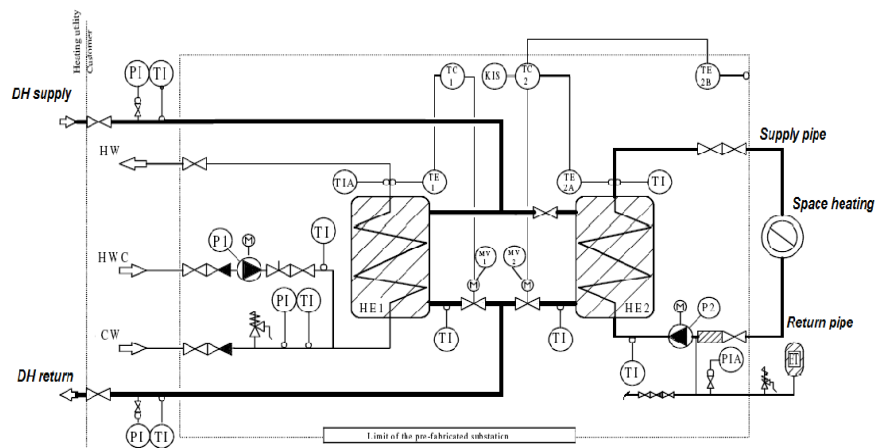 Heating utility
Customer
DH supply
PI
TI
TC
1
KIS
TC
2
TE
2B
HW
TIA
TE
1
TE
2A
TI
Supply pipe
Space heating
P1
M
TI
HWC
MV
1
MV
2
M
M
PI
TI
HE1
HE2
M
P2
Return pipe
CW
TI
TI
TI
PIA
DH return
PI
TI
Limit of the pre-fabricated substation